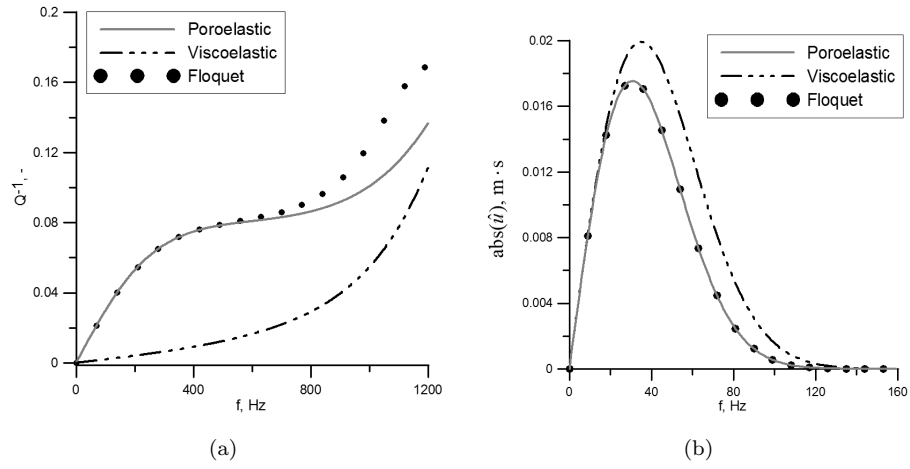 Poroelastic
Viscoelastic
Floquet
Q⁻¹, -
0.2
0.16
0.12
0.08
0.04
0
0 400 800 1200
f, Hz
(a)
Poroelastic
Viscoelastic
Floquet
abs(û), m·s
0.02
0.016
0.012
0.008
0.004
0
0 40 80 120 160
f, Hz
(b)